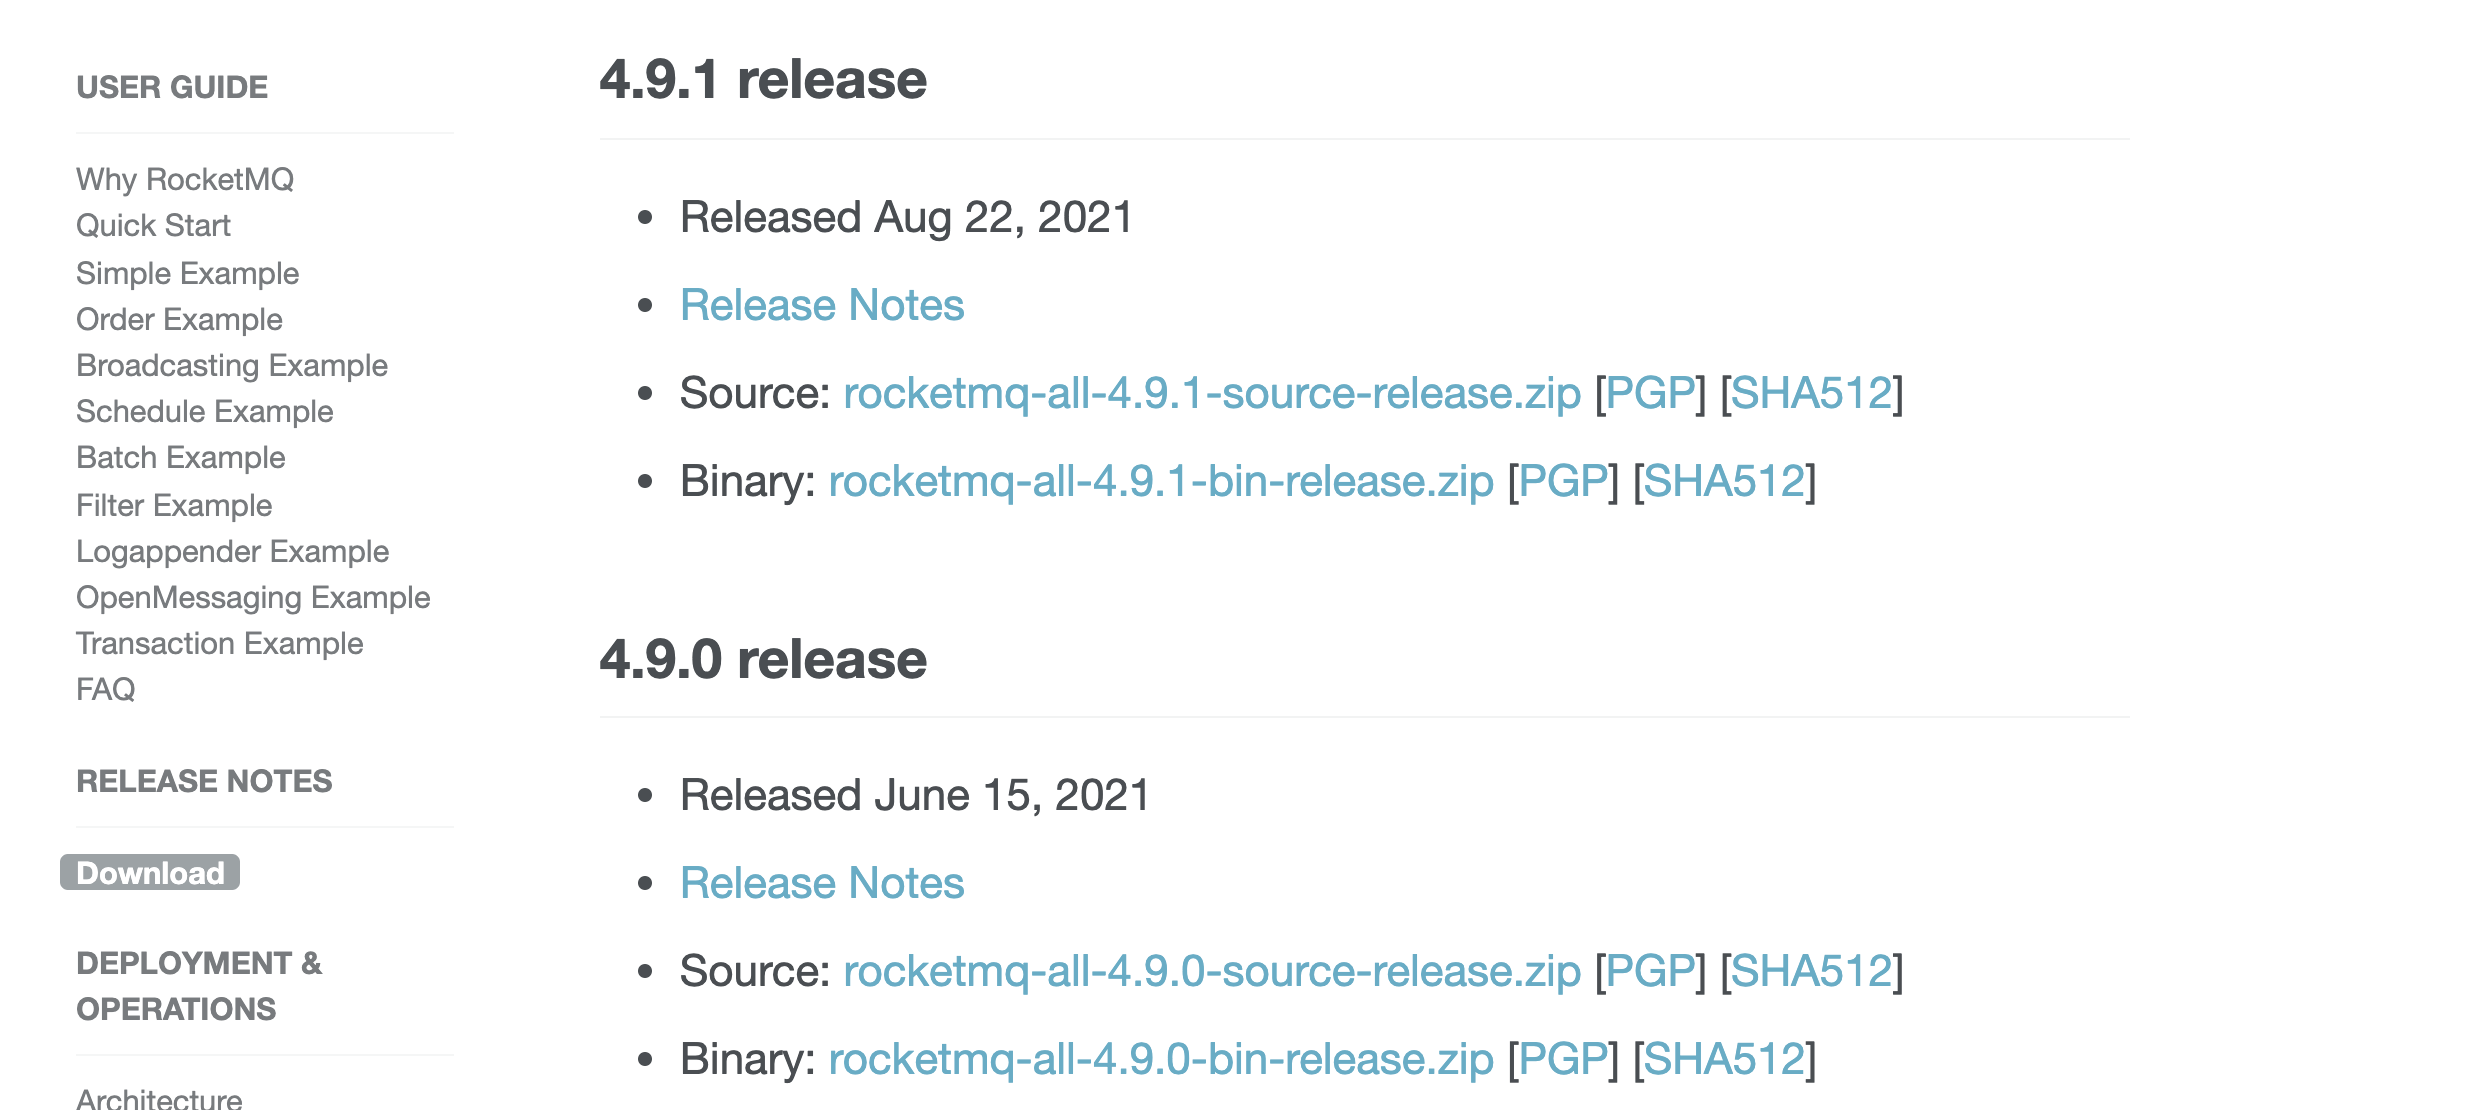 USER GUIDE
Why RocketMQ
Quick Start
Simple Example
Order Example
Broadcasting Example
Schedule Example
Batch Example
Filter Example
Logappender Example
OpenMessaging Example
Transaction Example
FAQ
RELEASE NOTES
Download
DEPLOYMENT &
OPERATIONS
Architecture
4.9.1 release
• Released Aug 22, 2021
• Release Notes
• Source: rocketmq-all-4.9.1-source-release.zip [PGP] [SHA512]
• Binary: rocketmq-all-4.9.1-bin-release.zip [PGP] [SHA512]
4.9.0 release
• Released June 15, 2021
• Release Notes
• Source: rocketmq-all-4.9.0-source-release.zip [PGP] [SHA512]
• Binary: rocketmq-all-4.9.0-bin-release.zip [PGP] [SHA512]